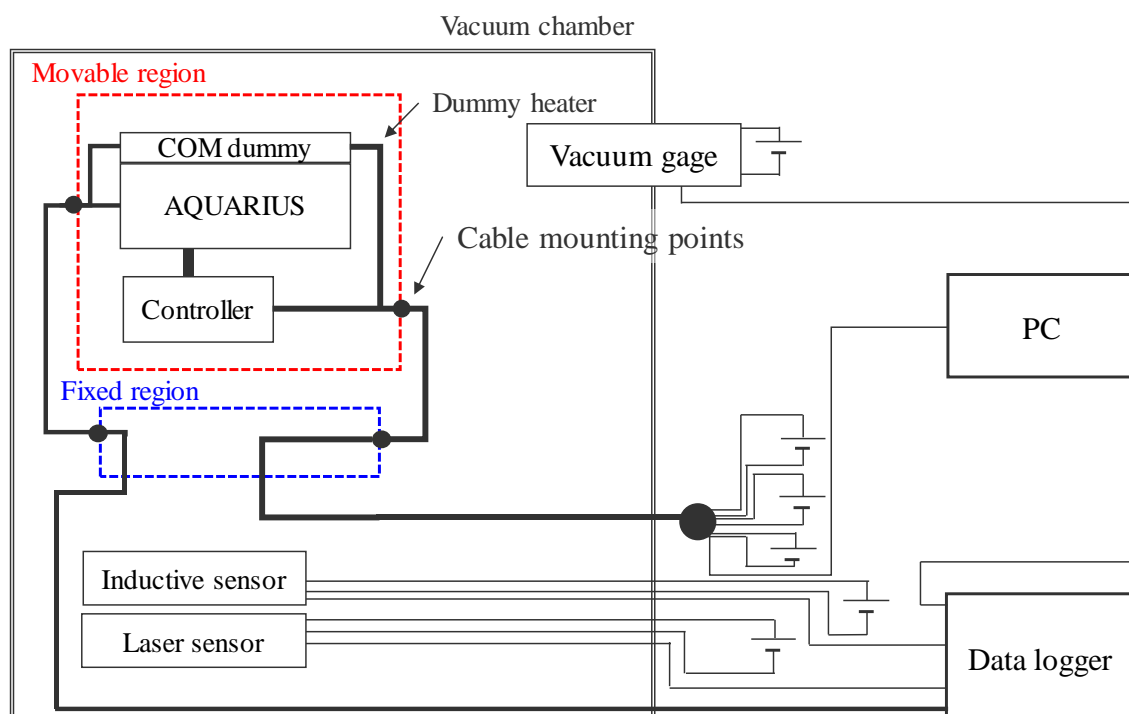 Vacuum chamber
Movable region
Dummy heater
COM dummy
Vacuum gage
AQUARIUS
Cable mounting points
Controller
PC
Fixed region
Inductive sensor
Laser sensor
Data logger